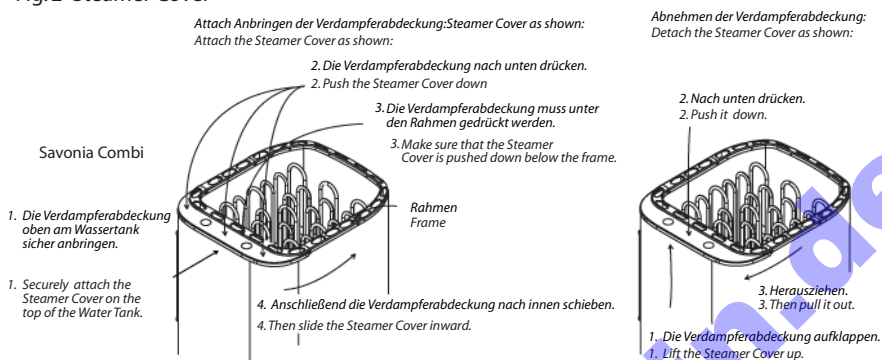 Fig.2 Steamer Cover
Attach Anbringen der Verdampferabdeckung:Steamer Cover as shown:
Attach the Steamer Cover as shown:
2. Die Verdampferabdeckung nach unten drücken.
2. Push the Steamer Cover down
3. Die Verdampferabdeckung muss unter
den Rahmen gedrückt werden.
3. Make sure that the Steamer
Cover is pushed down below the frame.
Savonia Combi
Rahmen
Frame
1. Die Verdampferabdeckung
oben am Wassertank
sicher anbringen.
1. Securely attach the
Steamer Cover on the
top of the Water Tank.
4. Anschließend die Verdampferabdeckung nach innen schieben.
4. Then slide the Steamer Cover inward.
Abnehmen der Verdampferabdeckung:
Detach the Steamer Cover as shown:
2. Nach unten drücken.
2. Push it down.
3. Herausziehen.
3. Then pull it out.
1. Die Verdampferabdeckung aufklappen.
1. Lift the Steamer Cover up.